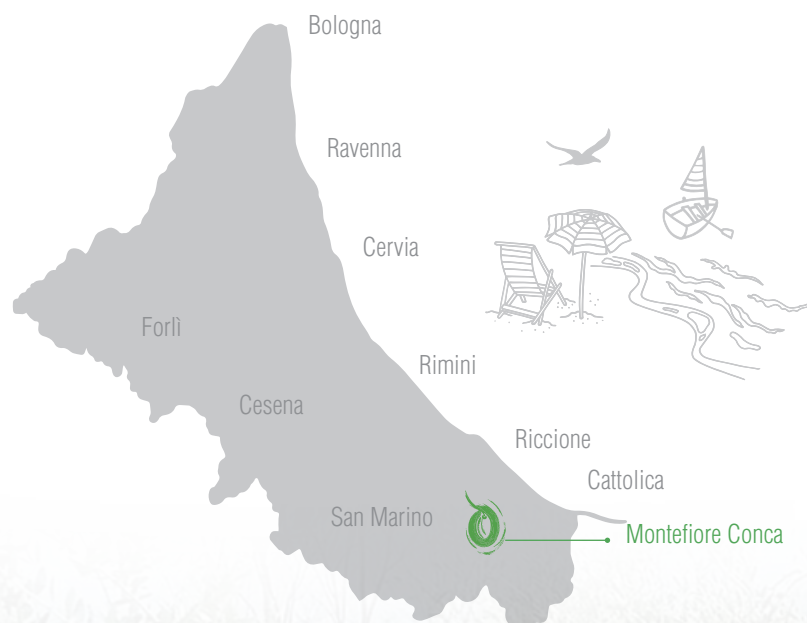 Bologna
Ravenna
Cervia
Forlì
Rimini
Cesena
Riccione
Cattolica
San Marino
Montefiore Conca